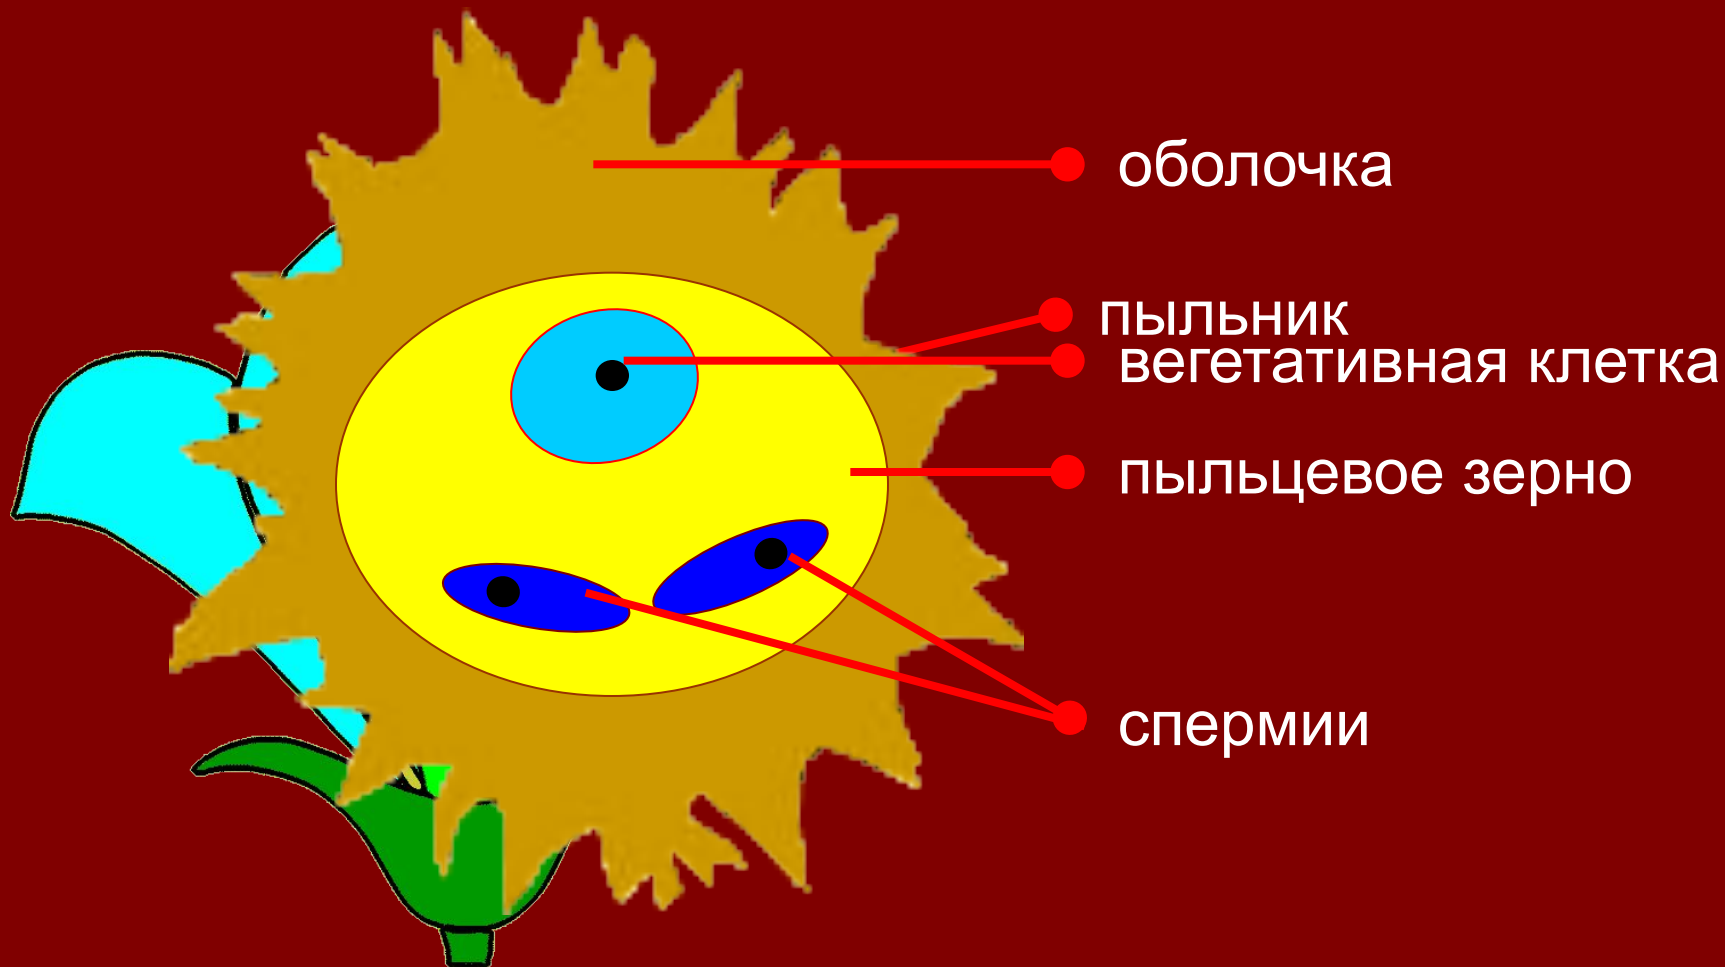 оболочка
пыльник
вегетативная клетка
пыльцевое зерно
спермии